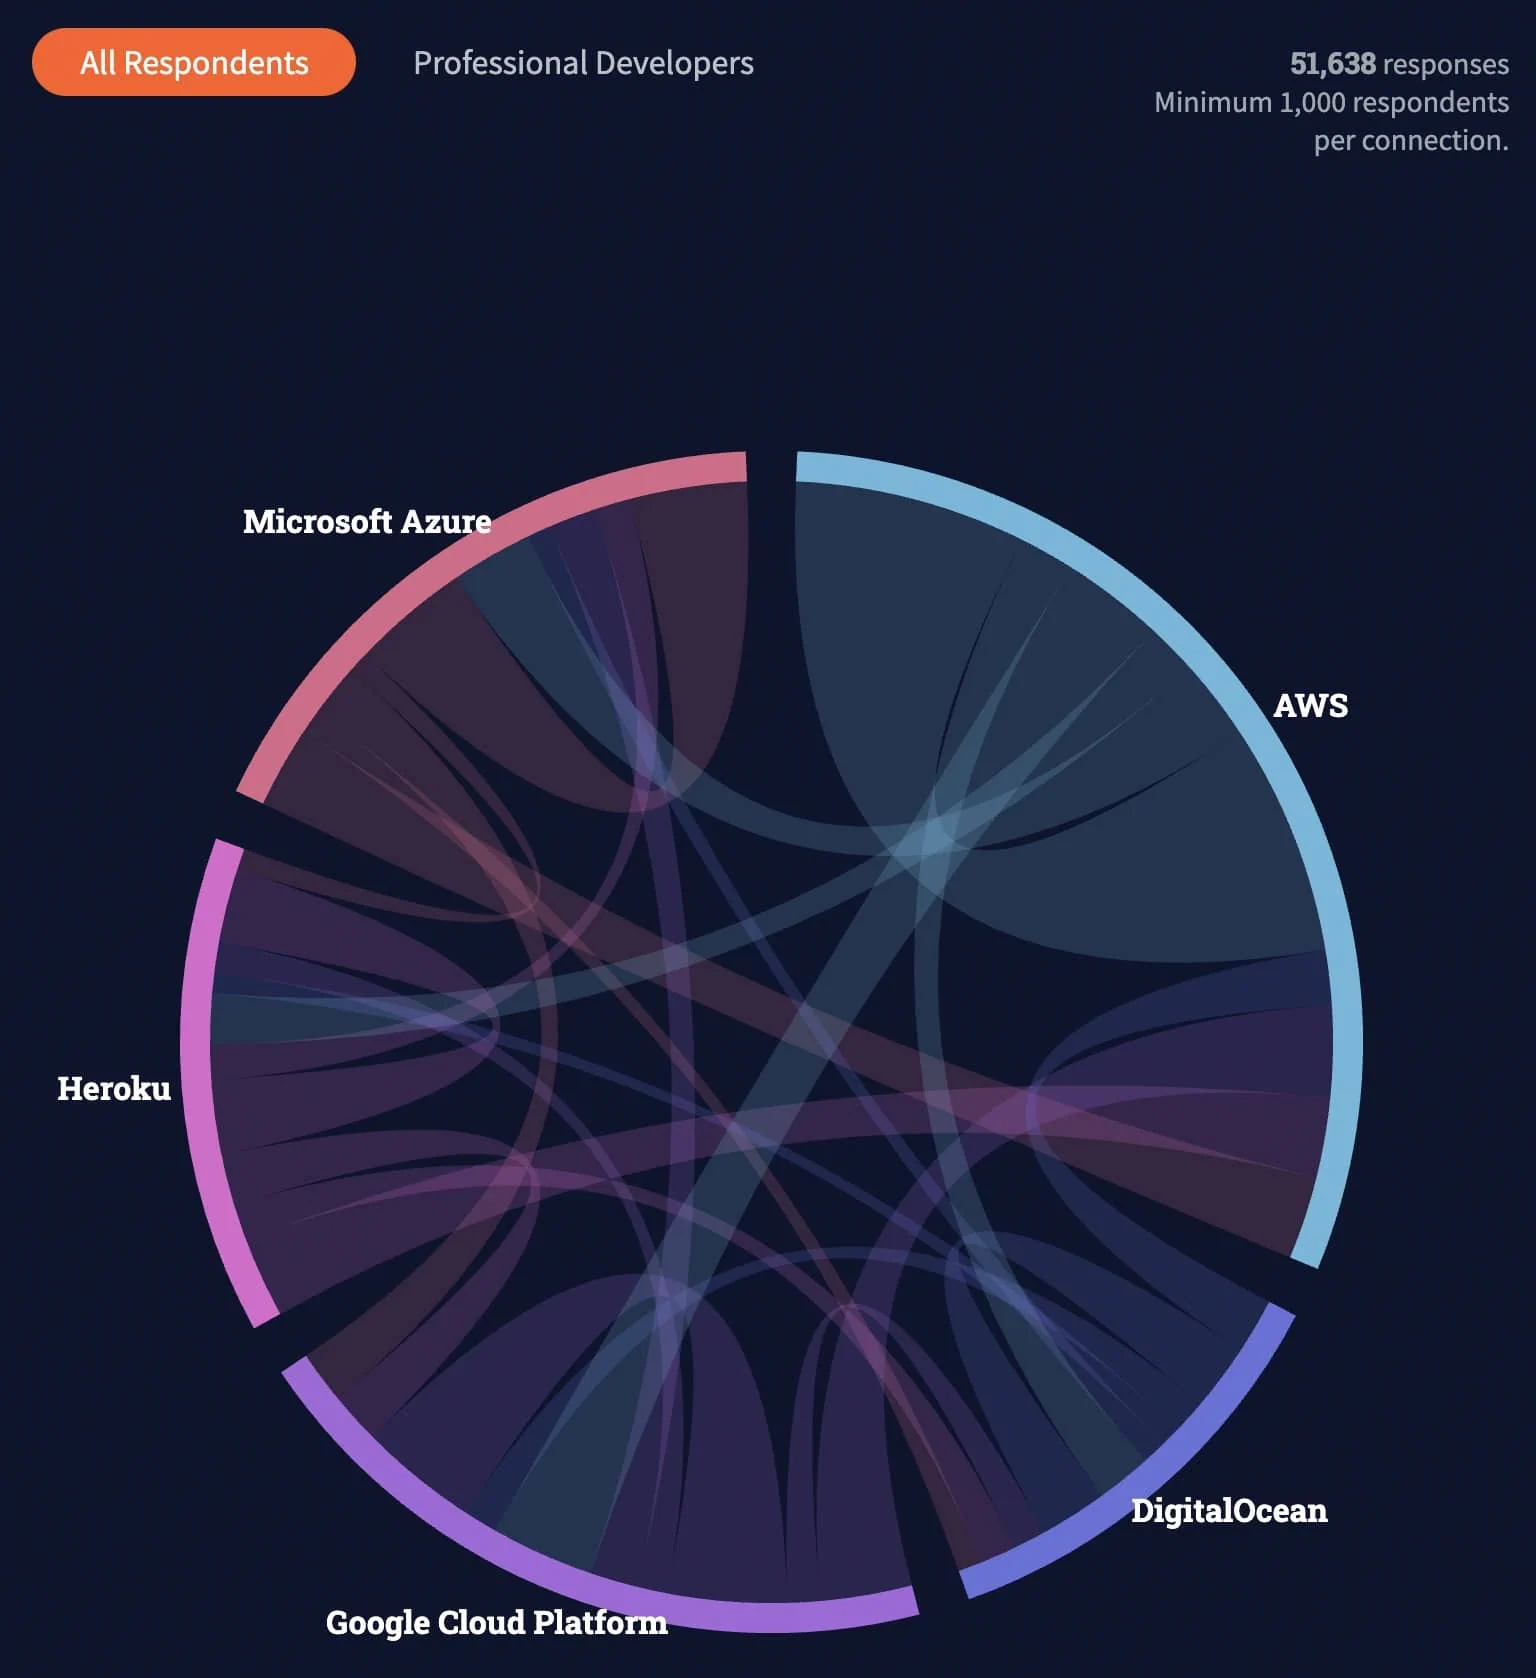 All Respondents
Professional Developers
51,638 responses
Minimum 1,000 respondents
per connection.
Microsoft Azure
AWS
Heroku
DigitalOcean
Google Cloud Platform